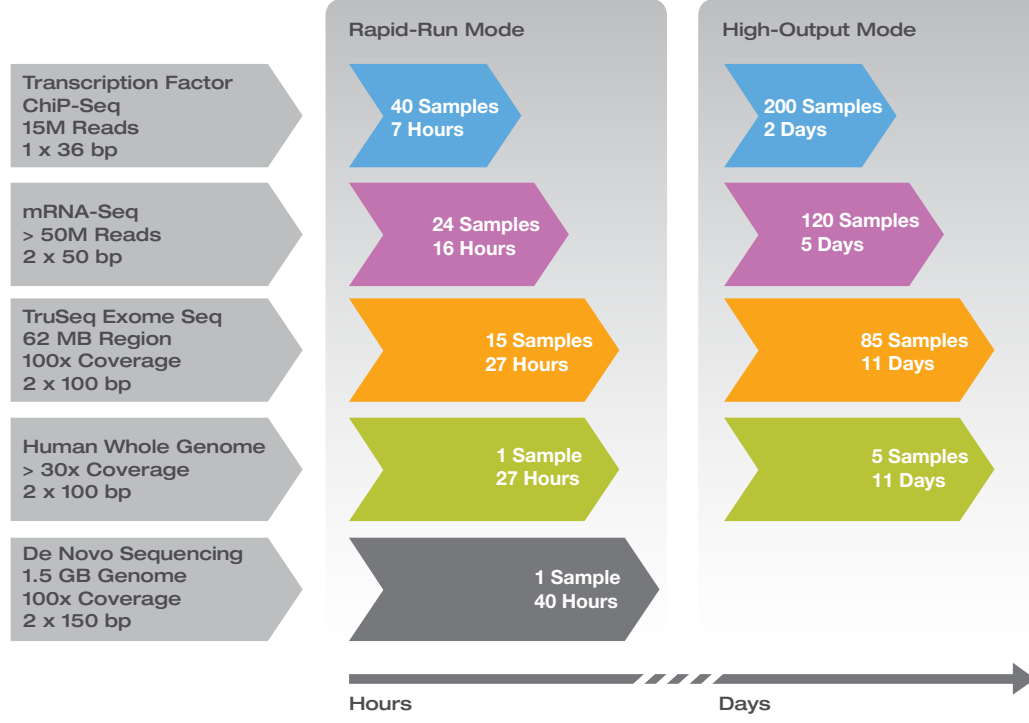 Rapid-Run Mode
High-Output Mode
Transcription Factor
ChiP-Seq
15M Reads
1 x 36 bp
40 Samples
7 Hours
200 Samples
2 Days
mRNA-Seq
> 50M Reads
2 x 50 bp
24 Samples
16 Hours
120 Samples
5 Days
TruSeq Exome Seq
62 MB Region
100x Coverage
2 x 100 bp
15 Samples
27 Hours
85 Samples
11 Days
Human Whole Genome
> 30x Coverage
2 x 100 bp
1 Sample
27 Hours
5 Samples
11 Days
De Novo Sequencing
1.5 GB Genome
100x Coverage
2 x 150 bp
1 Sample
40 Hours
Hours
Days